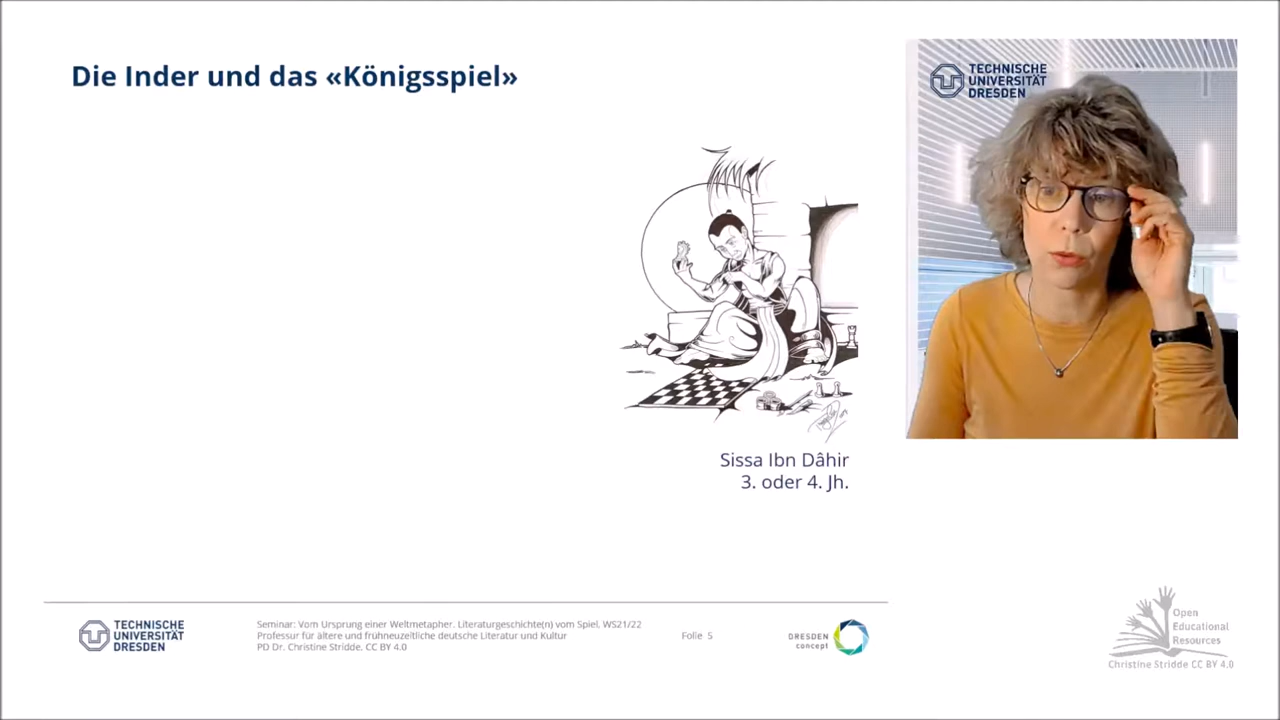 Die Inder und das «Königsspiel»
TECHNISCHE
UNIVERSITÄT
DRESDEN
Sissa Ibn Dâhir
3. oder 4. Jh.
TECHNISCHE
UNIVERSITÄT
DRESDEN
Seminar: Vom Ursprung einer Weltmetapher. Literaturgeschichte(n) vom Spiel. WS21/22
Professur für ältere und frühneuzeitliche deutsche Literatur und Kultur
PD Dr. Christine Stridde. CC BY 4.0
Folie 5
DRESDEN
concept
Open
Educational
Resources
Christine Stridde CC BY 4.0